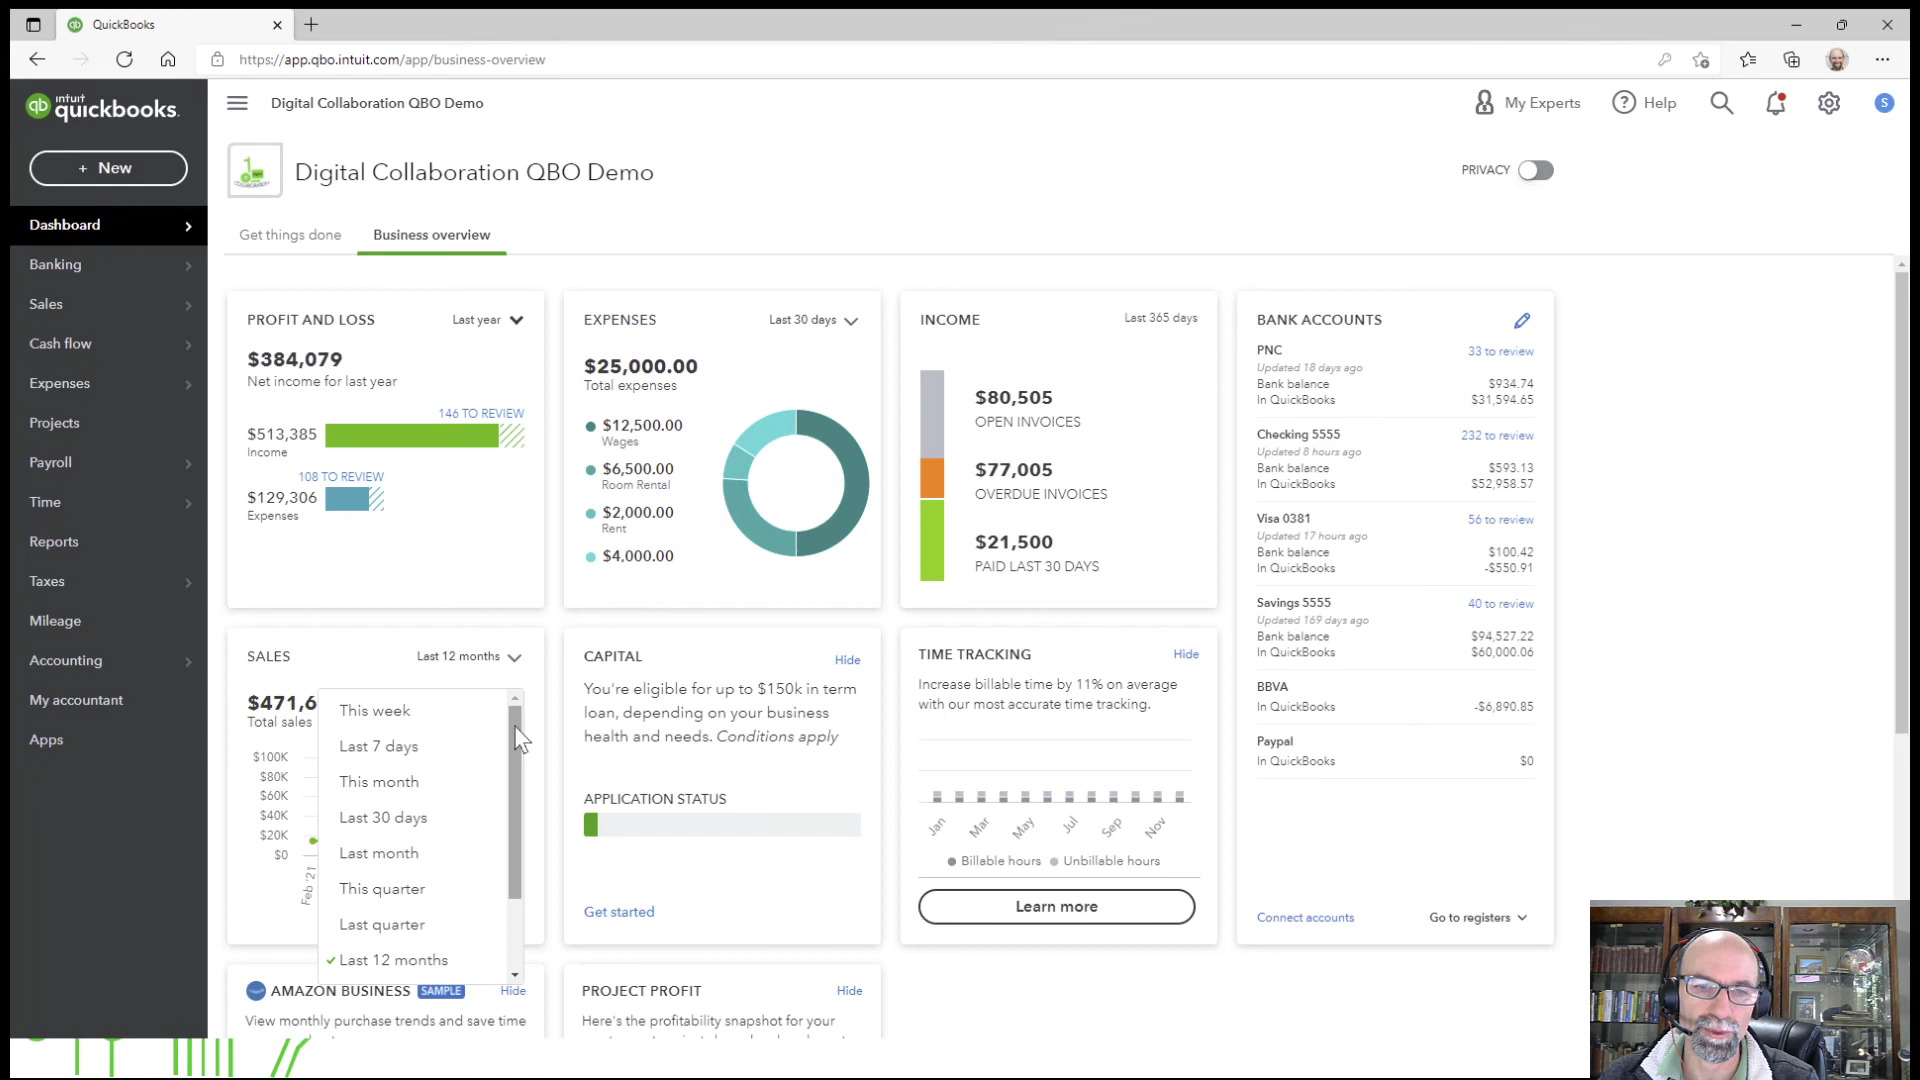 QuickBooks
https://app.qbo.intuit.com/app/business-overview
intuit
quickbooks.
Digital Collaboration QBO Demo
My Experts
Help
S
+ New
Digital Collaboration QBO Demo
PRIVACY
Get things done
Business overview
Dashboard
Banking
Sales
Cash flow
Expenses
Projects
Payroll
Time
Reports
Taxes
Mileage
Accounting
My accountant
Apps
PROFIT AND LOSS
Last year
$384,079
Net income for last year
146 TO REVIEW
$513,385
Income
108 TO REVIEW
$129,306
Expenses
EXPENSES
Last 30 days
$25,000.00
Total expenses
$12,500.00
Wages
$6,500.00
Room Rental
$2,000.00
Rent
$4,000.00
INCOME
Last 365 days
$80,505
OPEN INVOICES
$77,005
OVERDUE INVOICES
$21,500
PAID LAST 30 DAYS
BANK ACCOUNTS
PNC
33 to review
Updated 18 days ago
Bank balance $934.74
In QuickBooks $31,594.65
Checking 5555
232 to review
Updated 8 hours ago
Bank balance $593.13
In QuickBooks $52,958.57
Visa 0381
56 to review
Updated 17 hours ago
Bank balance $100.42
In QuickBooks -$550.91
Savings 5555
40 to review
Updated 169 days ago
Bank balance $94,527.22
In QuickBooks $60,000.06
BBVA
In QuickBooks -$6,890.85
Paypal
In QuickBooks $0
Connect accounts
Go to registers
SALES
Last 12 months
$471,6
Total sales
$100K
$80K
$60K
$40K
$20K
$0
Feb '21
This week
Last 7 days
This month
Last 30 days
Last month
This quarter
Last quarter
Last 12 months
CAPITAL
Hide
You're eligible for up to $150k in term
loan, depending on your business
health and needs. Conditions apply
APPLICATION STATUS
Get started
TIME TRACKING
Hide
Increase billable time by 11% on average
with our most accurate time tracking.
Jan
Mar
May
Jul
Sep
Nov
Billable hours
Unbillable hours
Learn more
AMAZON BUSINESS
SAMPLE
Hide
View monthly purchase trends and save time
PROJECT PROFIT
Hide
Here's the profitability snapshot for your